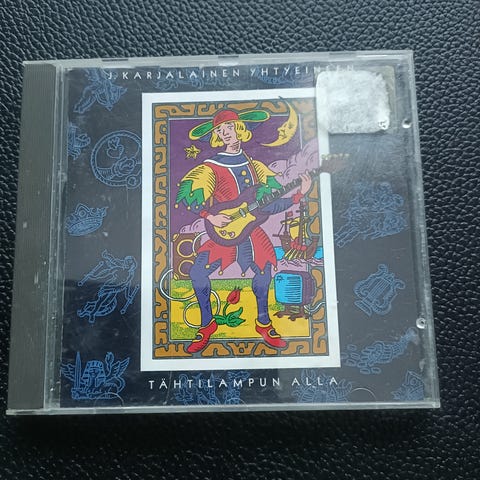 J. KARJALAINEN YHTYEINEEN
TÄHTILAMPUN ALLA